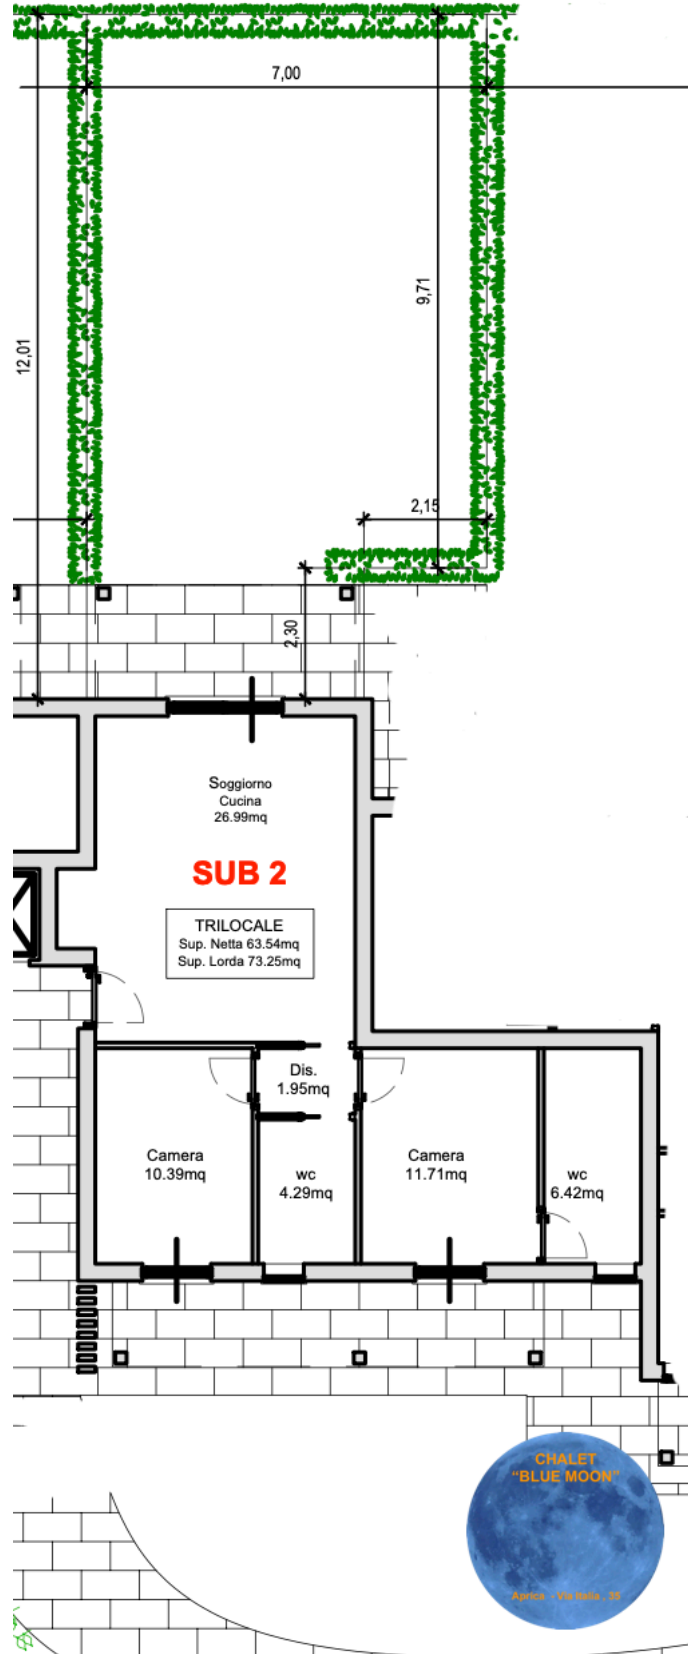 7,00
9,71
12,01
2,15
2,30
Soggiorno
Cucina
26.99mq
SUB 2
TRILOCALE
Sup. Netta 63.54mq
Sup. Lorda 73.25mq
Dis.
1.95mq
Camera
10.39mq
wc
4.29mq
Camera
11.71mq
wc
6.42mq
CHALET
“BLUE MOON”
Aprica - Via Italia , 35